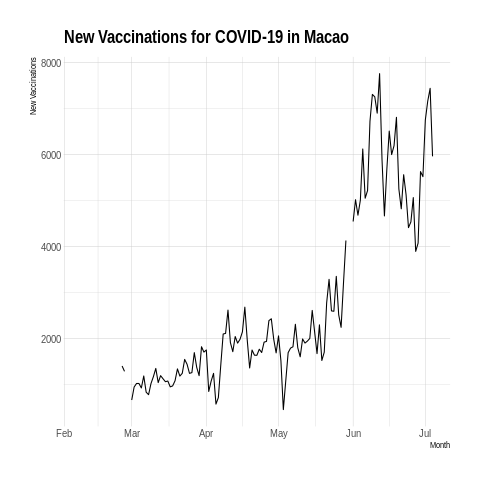 New Vaccinations for COVID-19 in Macao
New Vaccinations
8000
6000
4000
2000
Feb Mar Apr May Jun Jul
Month